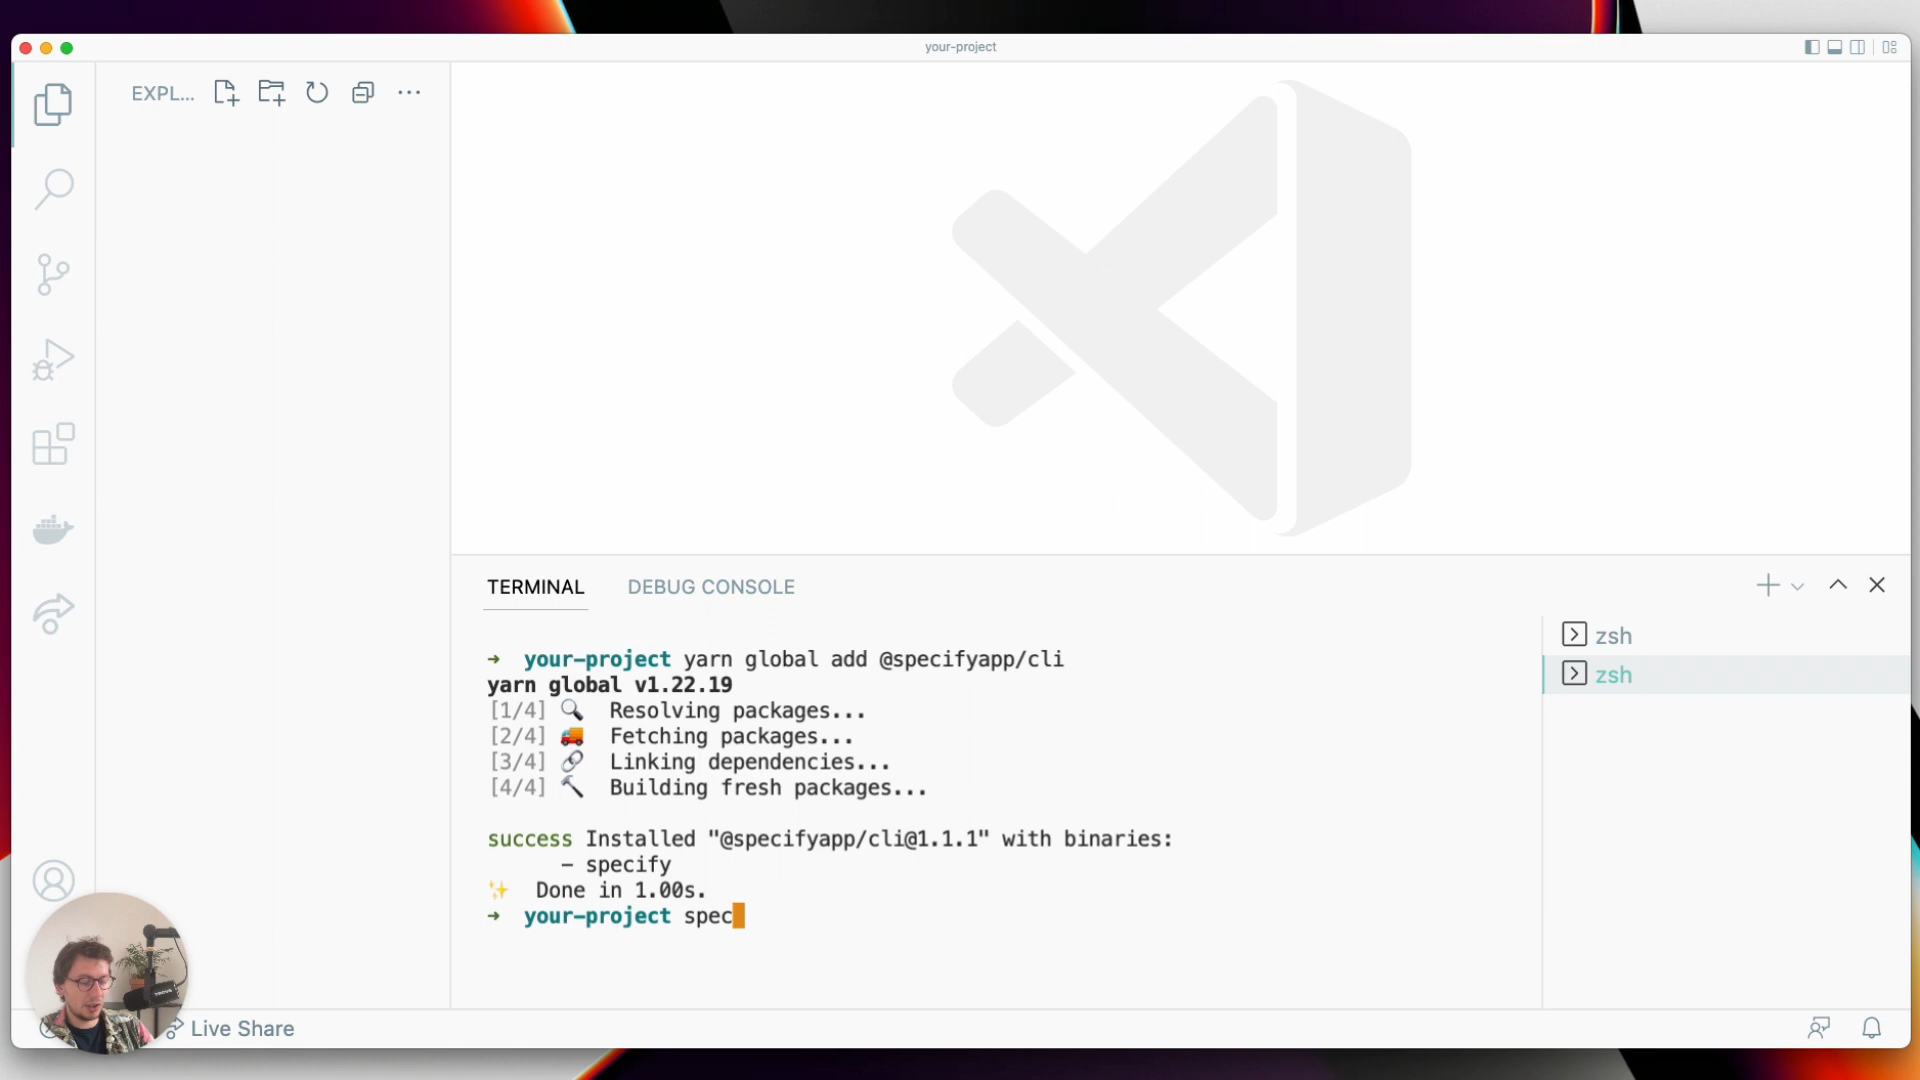 your-project
EXPL...
TERMINAL
DEBUG CONSOLE
zsh
zsh
➜ your-project yarn global add @specifyapp/cli
yarn global v1.22.19
[1/4] 🔍 Resolving packages...
[2/4] 🚚 Fetching packages...
[3/4] 🔗 Linking dependencies...
[4/4] 🔨 Building fresh packages...
success Installed "@specifyapp/cli@1.1.1" with binaries:
– specify
✨ Done in 1.00s.
➜ your-project spec
Live Share